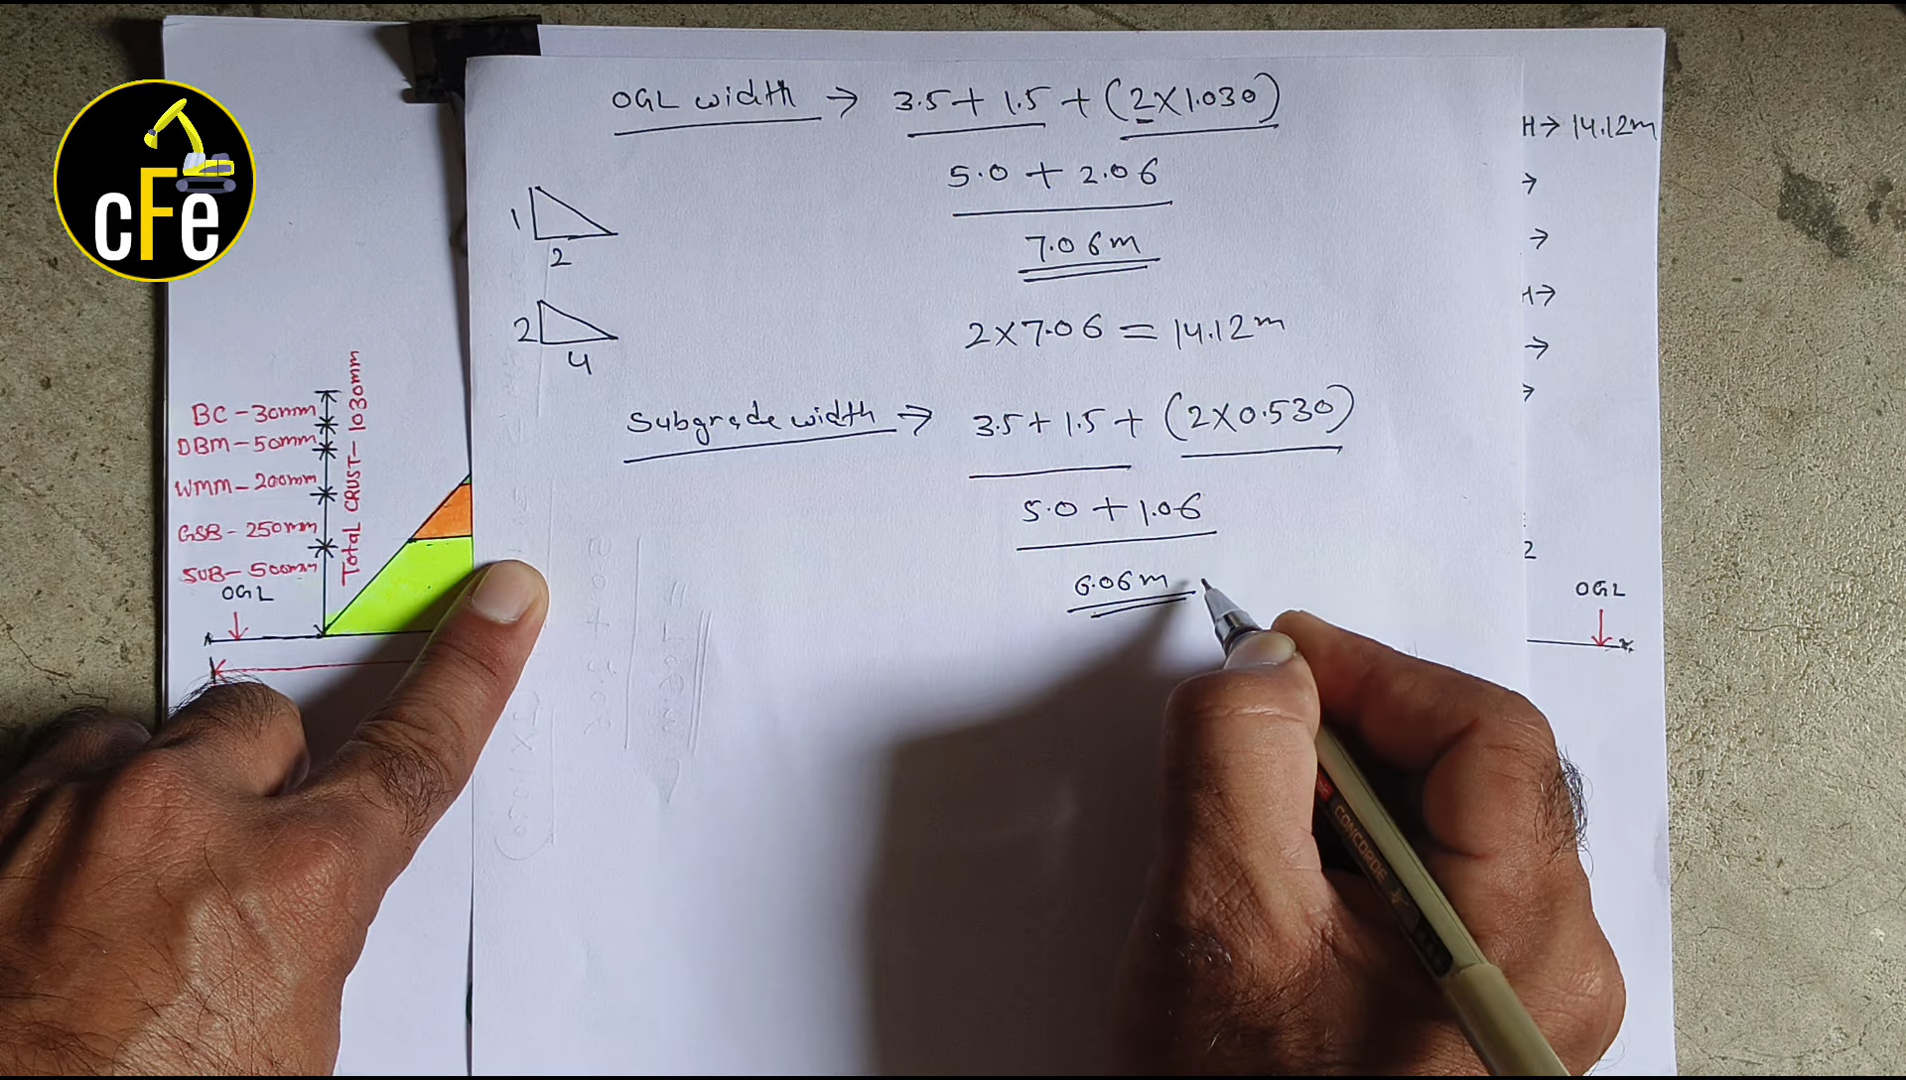 cFe
OGL width → 3.5 + 1.5 + (2×1.030)
5.0 + 2.06
7.06m
2×7.06 = 14.12m
1
2
2
4
Subgrade width → 3.5 + 1.5 + (2×0.530)
5.0 + 1.06
6.06m
BC - 30mm
DBM - 50mm
WMM - 200mm
GSB - 250mm
SUB - 500mm
Total CRUST - 1030mm
OGL
H→ 14.12m
→
→
→
→
→
2
OGL
CONCORDE